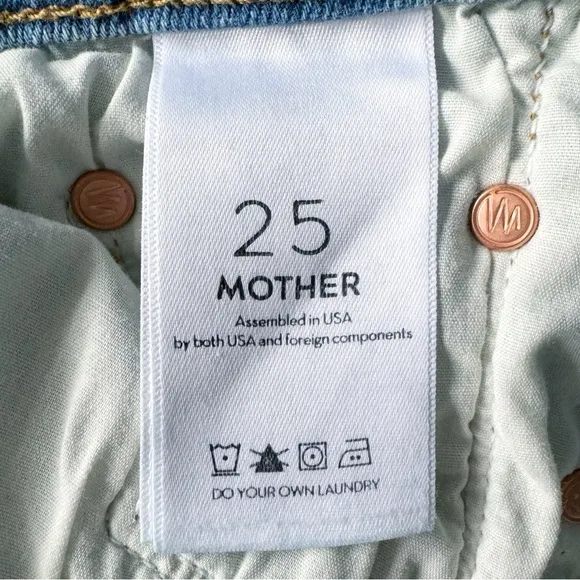 25
MOTHER
Assembled in USA
by both USA and foreign components
DO YOUR OWN LAUNDRY